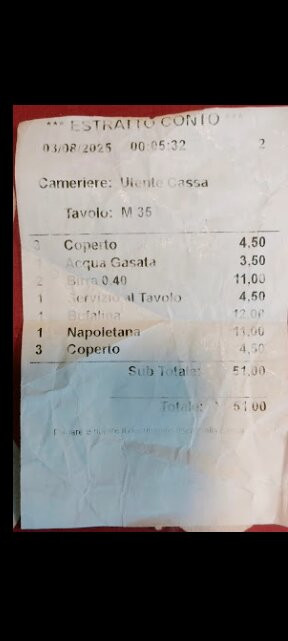 *** ESTRATTO CONTO ***
03/08/2025 00:05:32 2
Cameriere: Utente Cassa
Tavolo: M 35
3 Coperto 4,50
Acqua Gasata 3,50
2 Birra 0.40 11,00
1 Servizio al Tavolo 4,50
1 Bufalina 12,00
1 Napoletana 11,00
3 Coperto 4,50
Sub Totale: 51,00
Totale: 51,00